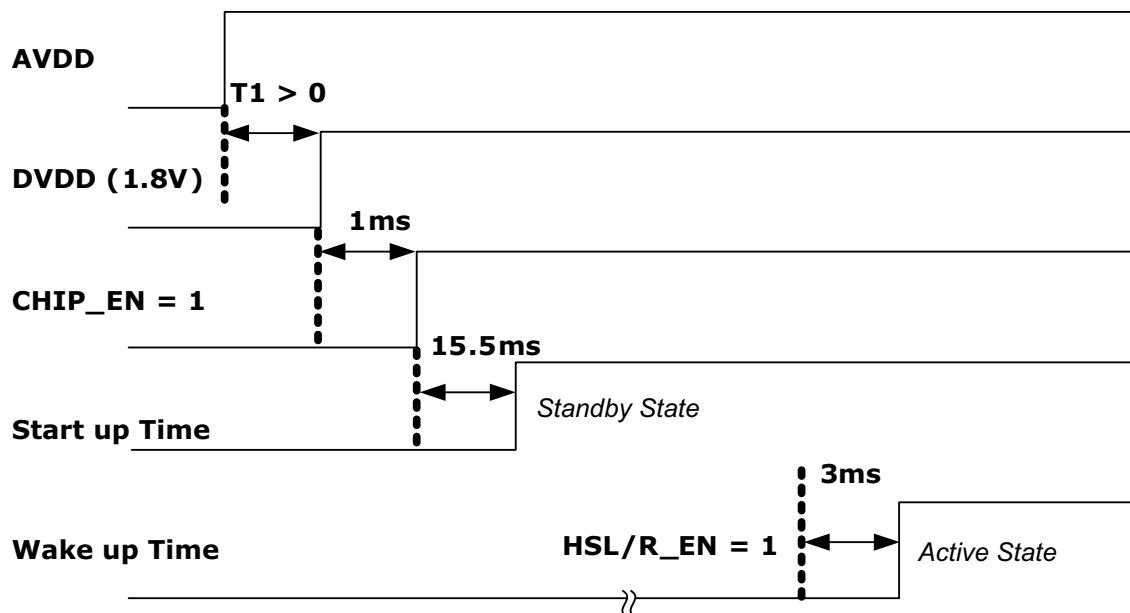 AVDD
T1 > 0
DVDD (1.8V)
1ms
CHIP_EN = 1
15.5ms
Standby State
Start up Time
3ms
Wake up Time
HSL/R_EN = 1
Active State